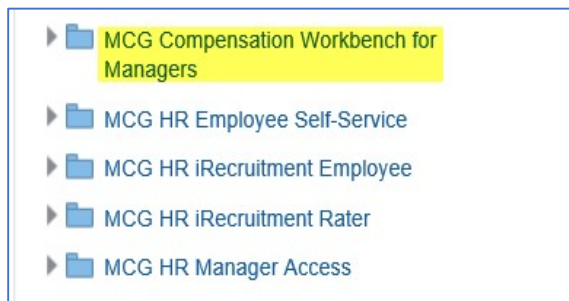 MCG Compensation Workbench for
Managers
MCG HR Employee Self-Service
MCG HR iRecruitment Employee
MCG HR iRecruitment Rater
MCG HR Manager Access